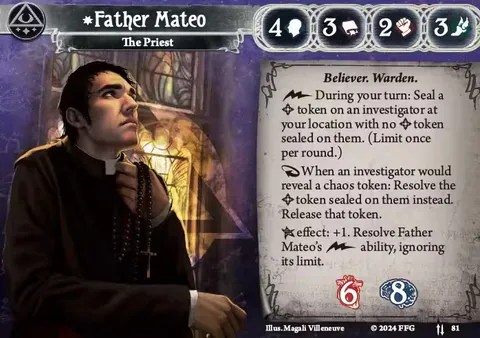 *Father Mateo
The Priest
4 3 2 3
Believer. Warden.
During your turn: Seal a
token on an investigator at
your location with no token
sealed on them. (Limit once
per round.)
When an investigator would
reveal a chaos token: Resolve the
token sealed on them instead.
Release that token.
effect: +1. Resolve Father
Mateo's ability, ignoring
its limit.
6 8
Illus. Magali Villeneuve © 2024 FFG 81